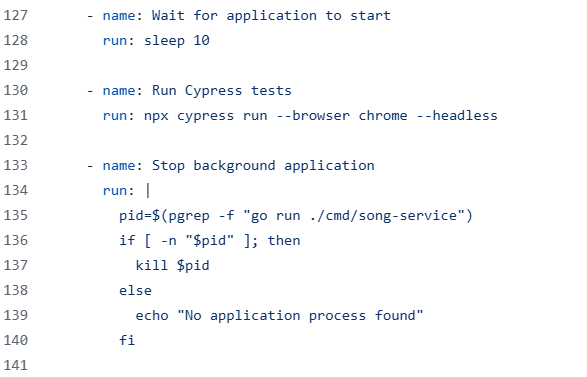 127 - name: Wait for application to start
128 run: sleep 10
129
130 - name: Run Cypress tests
131 run: npx cypress run --browser chrome --headless
132
133 - name: Stop background application
134 run: |
135 pid=$(pgrep -f "go run ./cmd/song-service")
136 if [ -n "$pid" ]; then
137 kill $pid
138 else
139 echo "No application process found"
140 fi
141